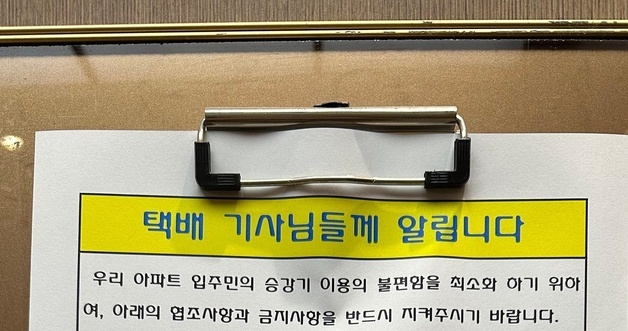 택배 기사님들께 알립니다
우리 아파트 입주민의 승강기 이용의 불편함을 최소화 하기 위하
여, 아래의 협조사항과 금지사항을 반드시 지켜주시기 바랍니다.